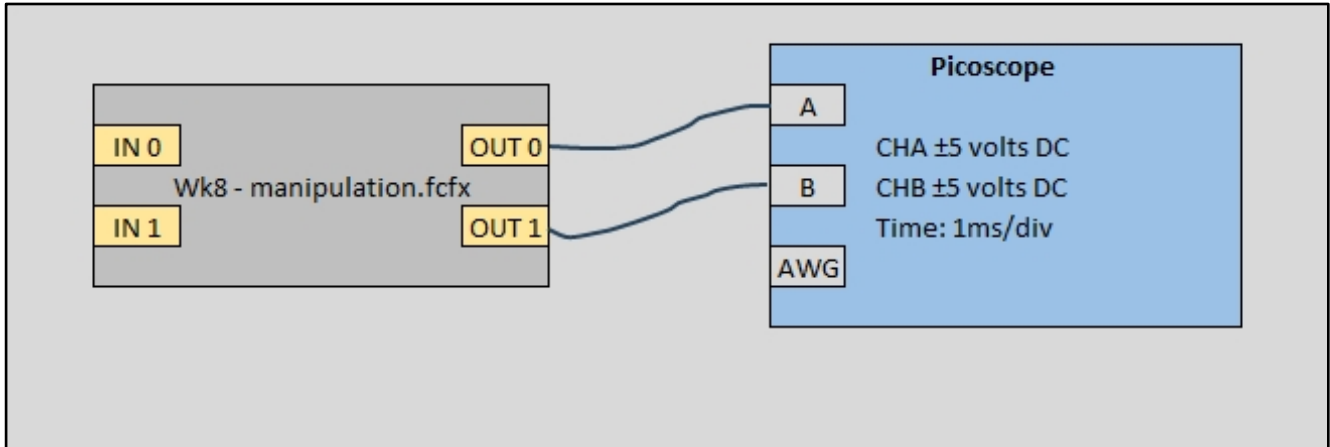 Picoscope
A
IN 0
OUT 0
CHA ±5 volts DC
Wk8 - manipulation.fcfx
B
CHB ±5 volts DC
IN 1
OUT 1
Time: 1ms/div
AWG